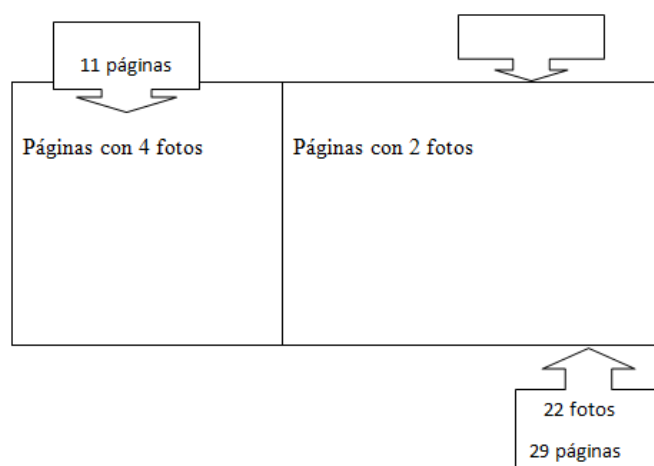 11 páginas
Páginas con 4 fotos
Páginas con 2 fotos
22 fotos
29 páginas